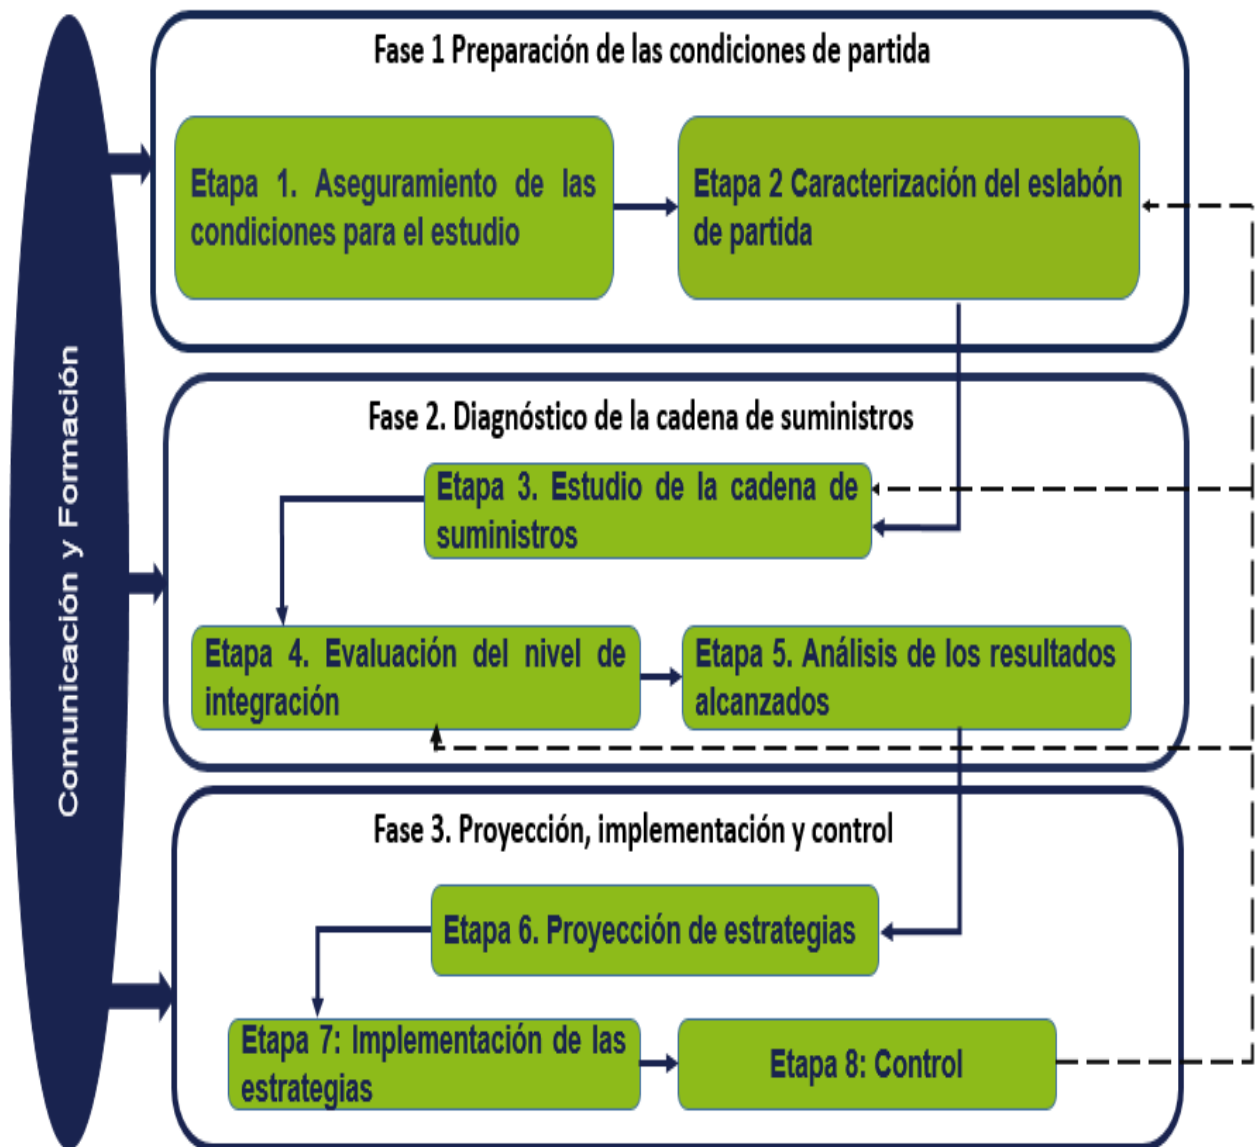 Comunicación y Formación
Fase 1 Preparación de las condiciones de partida
Etapa 1. Aseguramiento de las
condiciones para el estudio
Etapa 2 Caracterización del eslabón
de partida
Fase 2. Diagnóstico de la cadena de suministros
Etapa 3. Estudio de la cadena de
suministros
Etapa 4. Evaluación del nivel de
integración
Etapa 5. Análisis de los resultados
alcanzados
Fase 3. Proyección, implementación y control
Etapa 6. Proyección de estrategias
Etapa 7: Implementación de las
estrategias
Etapa 8: Control